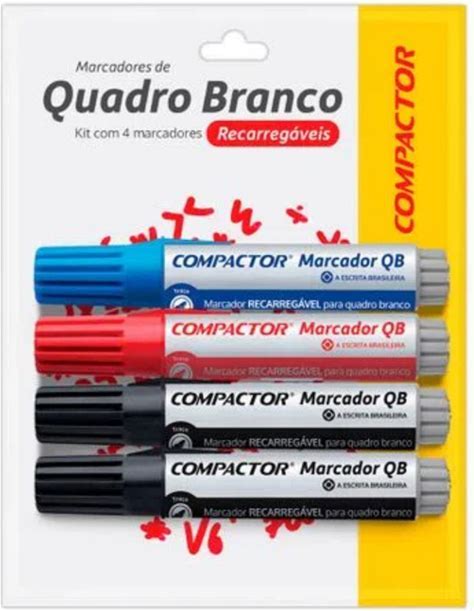 Marcadores de
Quadro Branco
Kit com 4 marcadores Recarregáveis
COMPACTOR
COMPACTOR® Marcador QB
A ESCRITA BRASILEIRA
Marcador RECARREGÁVEL para quadro branco
COMPACTOR® Marcador QB
A ESCRITA BRASILEIRA
Marcador RECARREGÁVEL para quadro branco
COMPACTOR® Marcador QB
A ESCRITA BRASILEIRA
Marcador RECARREGÁVEL para quadro branco
COMPACTOR® Marcador QB
A ESCRITA BRASILEIRA
Marcador RECARREGÁVEL para quadro branco
V6